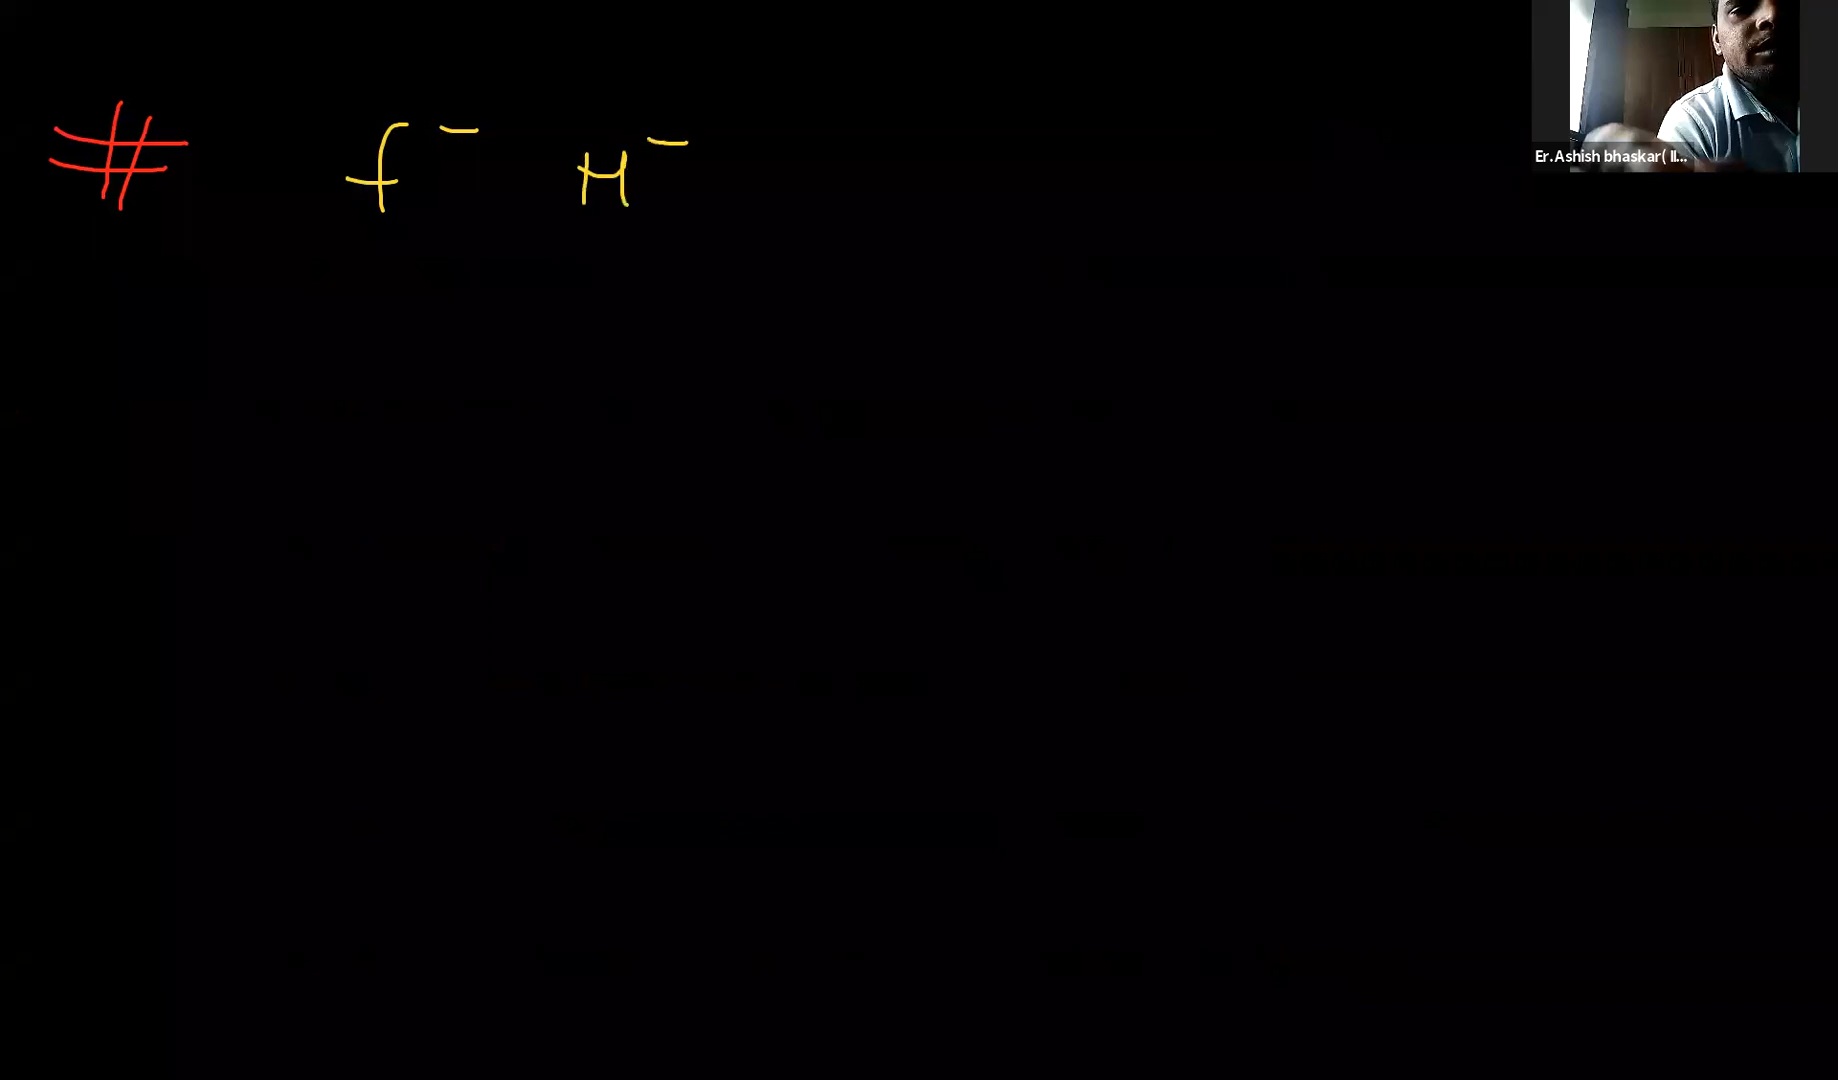 # f⁻ H⁻
Er. Ashish bhaskar( II...